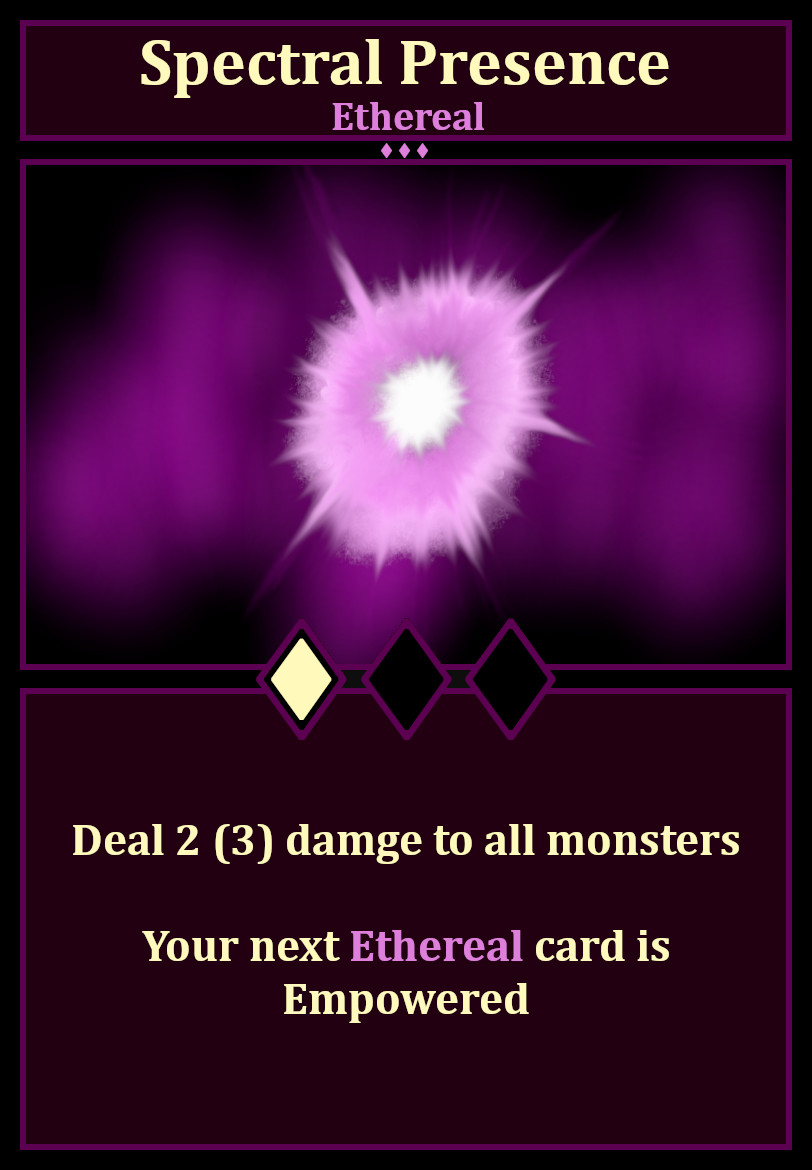 Spectral Presence
Ethereal
Deal 2 (3) damge to all monsters
Your next Ethereal card is
Empowered